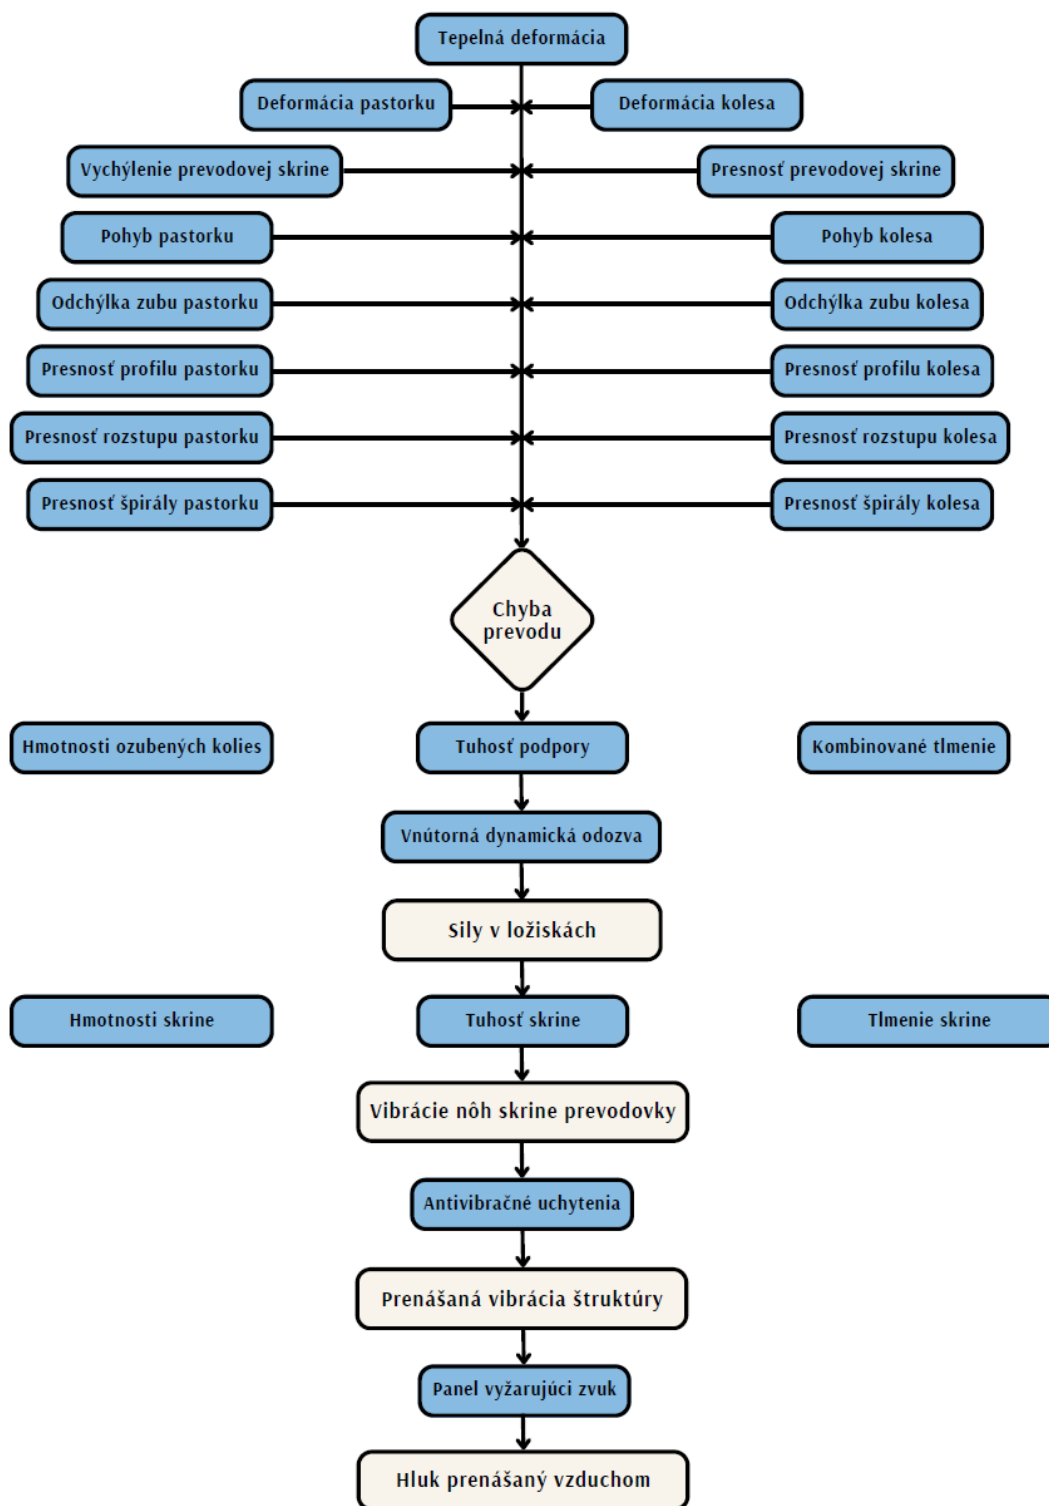 Tepelná deformácia
Deformácia pastorku
Deformácia kolesa
Vychýlenie prevodovej skrine
Presnosť prevodovej skrine
Pohyb pastorku
Pohyb kolesa
Odchýlka zubu pastorku
Odchýlka zubu kolesa
Presnosť profilu pastorku
Presnosť profilu kolesa
Presnosť rozstupu pastorku
Presnosť rozstupu kolesa
Presnosť špirály pastorku
Presnosť špirály kolesa
Chyba
prevodu
Hmotnosti ozubených kolies
Tuhosť podpory
Kombinované tlmenie
Vnútorná dynamická odozva
Sily v ložiskách
Hmotnosti skrine
Tuhosť skrine
Tlmenie skrine
Vibrácie nôh skrine prevodovky
Antivibračné uchytenia
Prenášaná vibrácia štruktúry
Panel vyžarujúci zvuk
Hluk prenášaný vzduchom